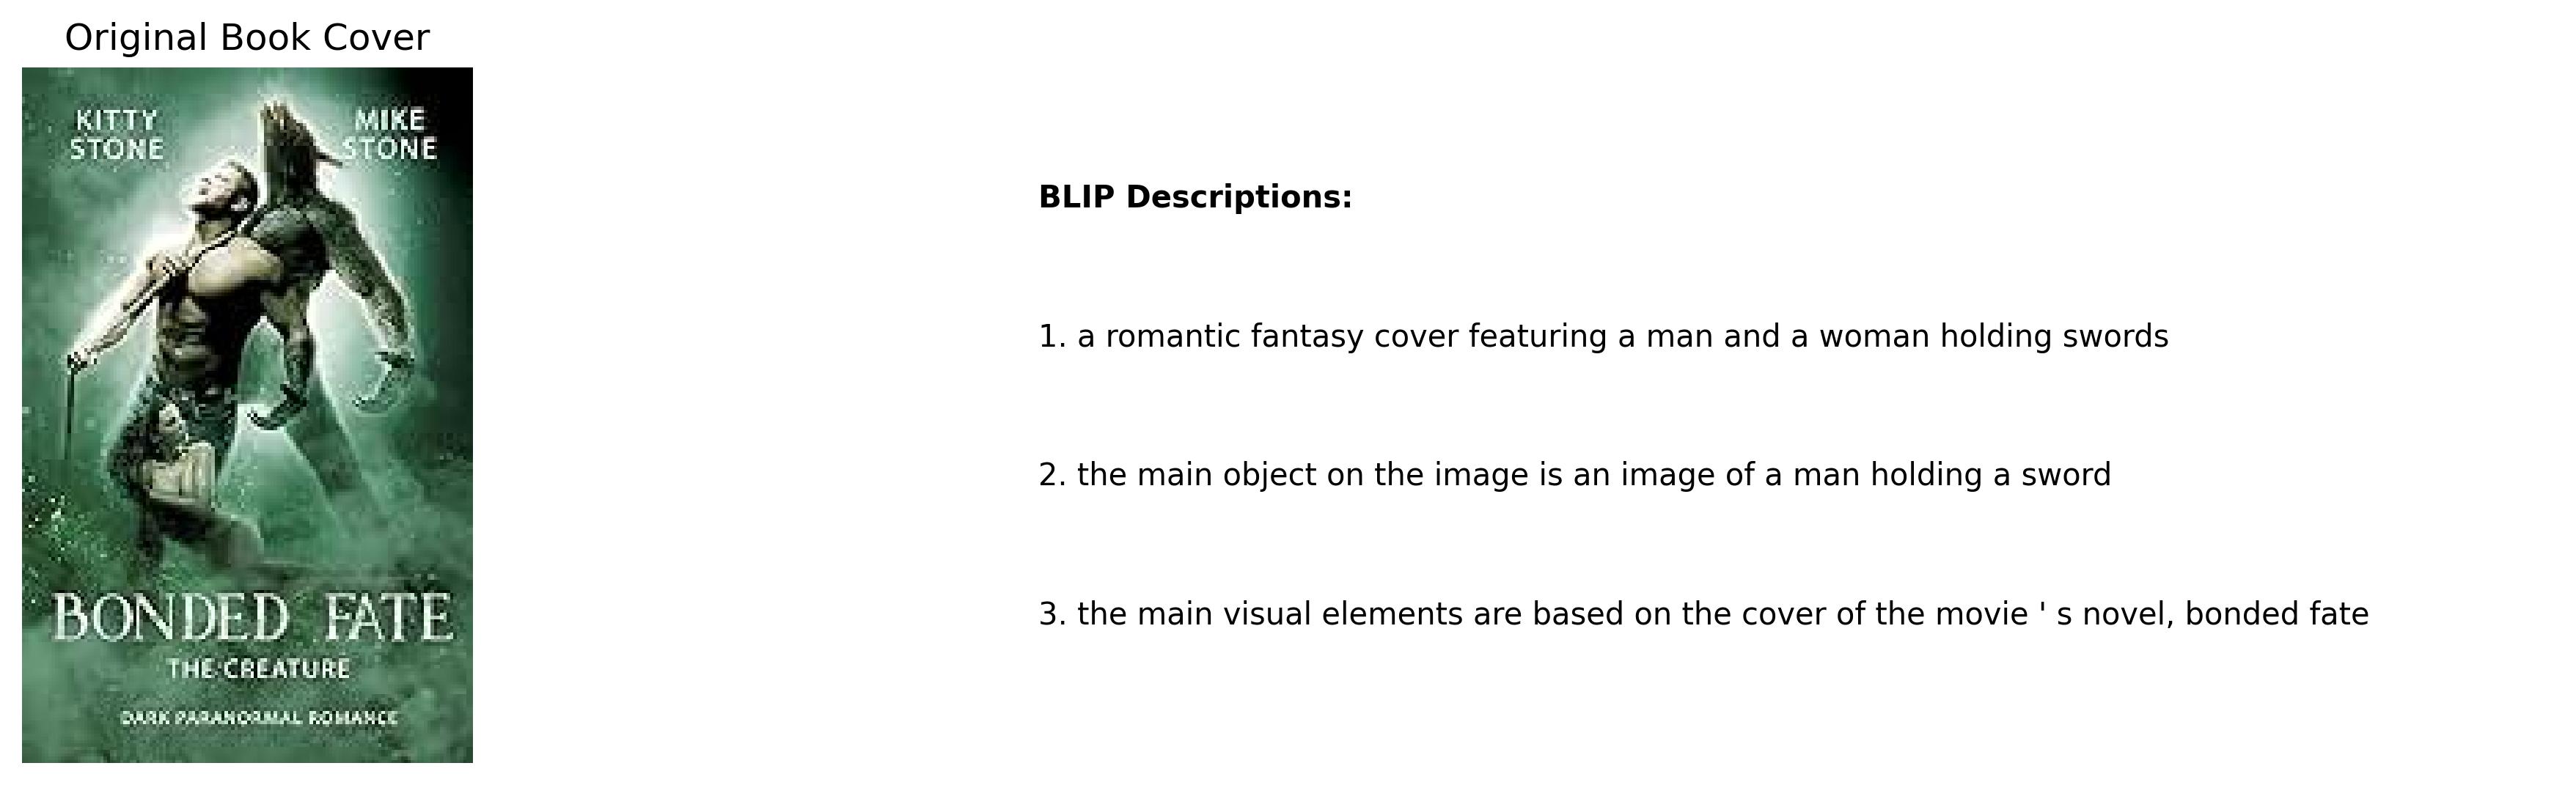 Original Book Cover
KITTY
STONE
MIKE
STONE
BONDED FATE
THE CREATURE
DARK PARANORMAL ROMANCE
BLIP Descriptions:
1. a romantic fantasy cover featuring a man and a woman holding swords
2. the main object on the image is an image of a man holding a sword
3. the main visual elements are based on the cover of the movie ' s novel, bonded fate